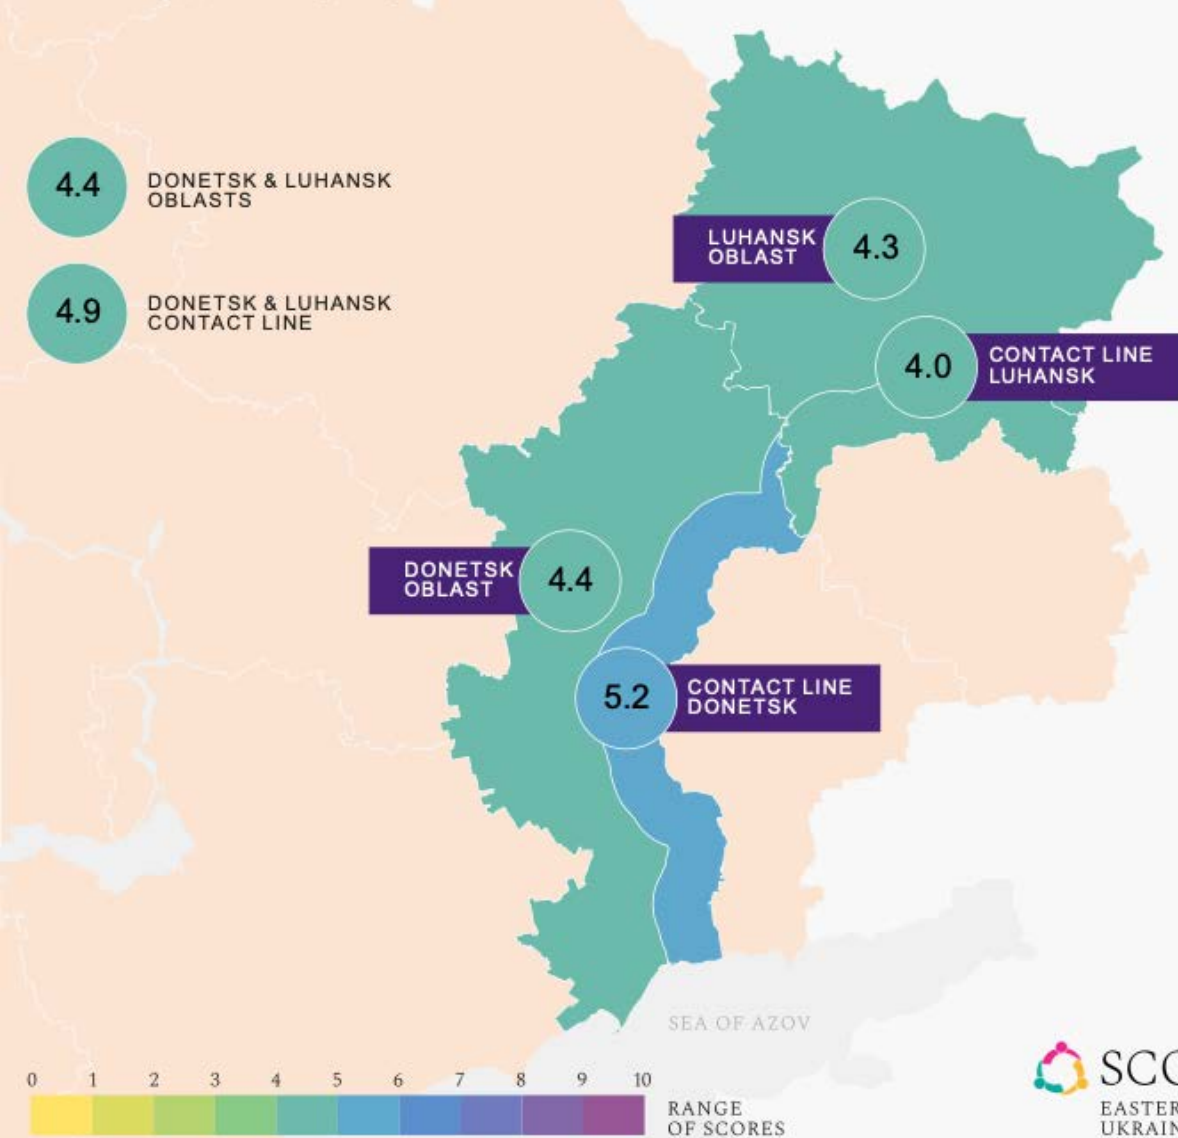 4.4
DONETSK & LUHANSK
OBLASTS
4.9
DONETSK & LUHANSK
CONTACT LINE
LUHANSK
OBLAST
4.3
4.0
CONTACT LINE
LUHANSK
DONETSK
OBLAST
4.4
5.2
CONTACT LINE
DONETSK
SEA OF AZOV
0 1 2 3 4 5 6 7 8 9 10
RANGE
OF SCORES